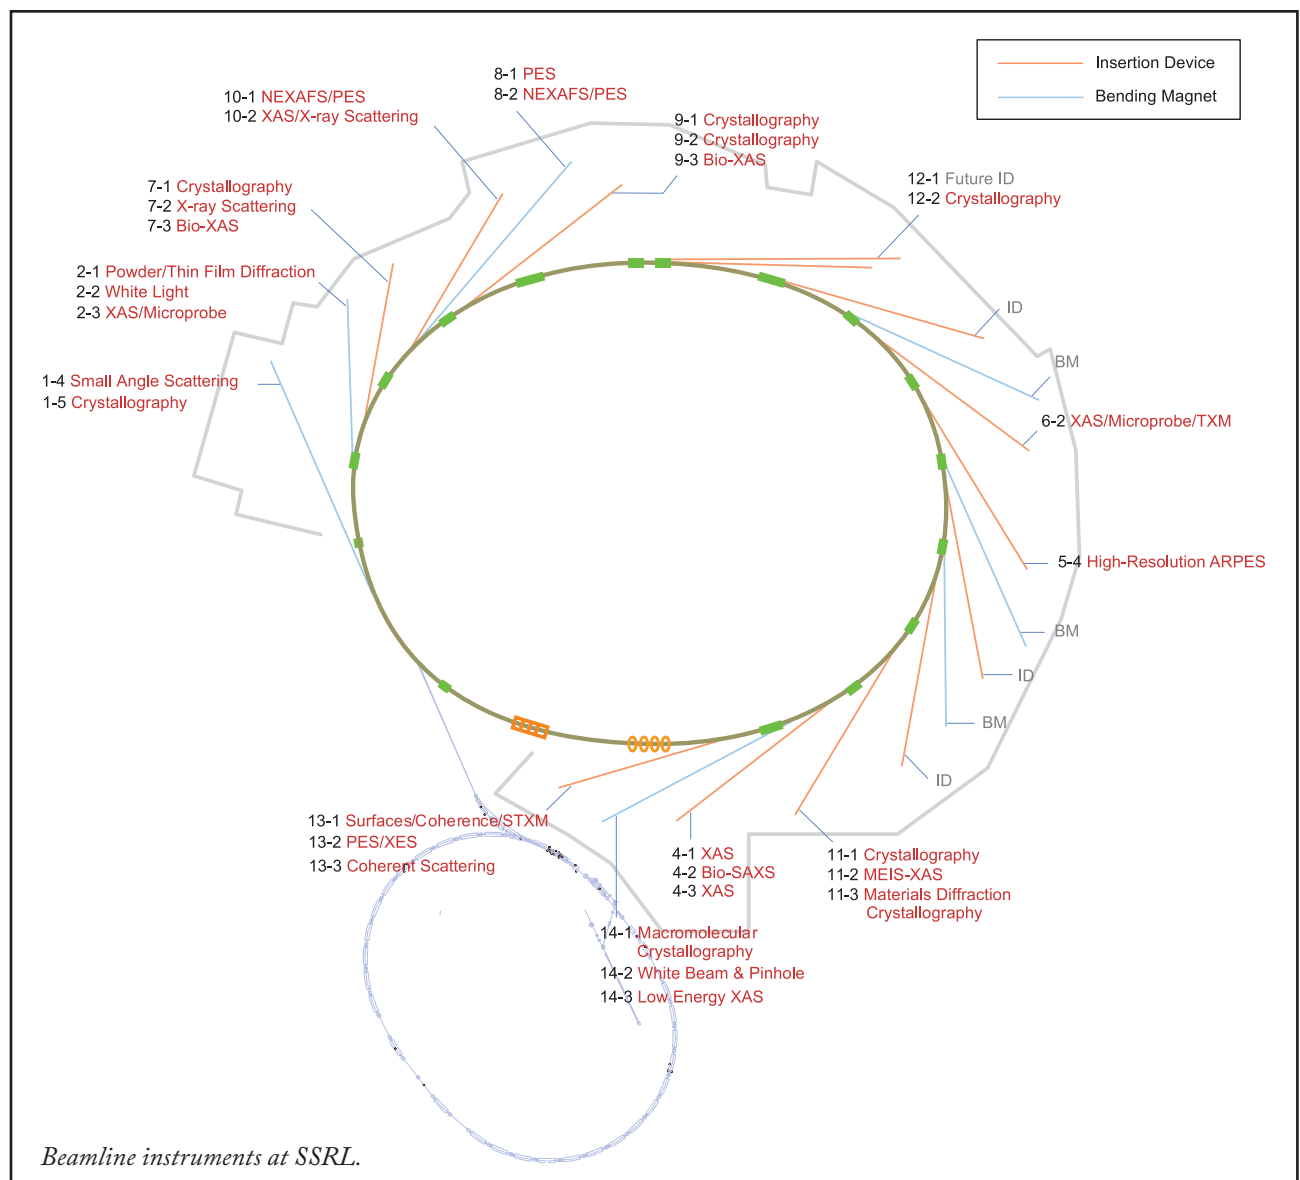 Insertion Device
Bending Magnet
8-1 PES
8-2 NEXAFS/PES
10-1 NEXAFS/PES
10-2 XAS/X-ray Scattering
9-1 Crystallography
9-2 Crystallography
9-3 Bio-XAS
12-1 Future ID
12-2 Crystallography
7-1 Crystallography
7-2 X-ray Scattering
7-3 Bio-XAS
2-1 Powder/Thin Film Diffraction
2-2 White Light
2-3 XAS/Microprobe
ID
BM
1-4 Small Angle Scattering
1-5 Crystallography
6-2 XAS/Microprobe/TXM
5-4 High-Resolution ARPES
BM
ID
BM
ID
13-1 Surfaces/Coherence/STXM
13-2 PES/XES
13-3 Coherent Scattering
4-1 XAS
4-2 Bio-SAXS
4-3 XAS
11-1 Crystallography
11-2 MEIS-XAS
11-3 Materials Diffraction
Crystallography
14-1 Macromolecular
Crystallography
14-2 White Beam & Pinhole
14-3 Low Energy XAS
Beamline instruments at SSRL.